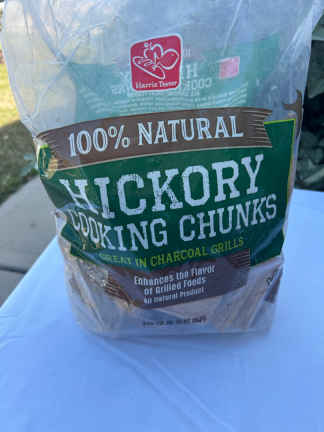 Harris Teeter
100% NATURAL
HICKORY
COOKING CHUNKS
GREAT IN CHARCOAL GRILLS
Enhances the Flavor
of Grilled Foods
All Natural Product